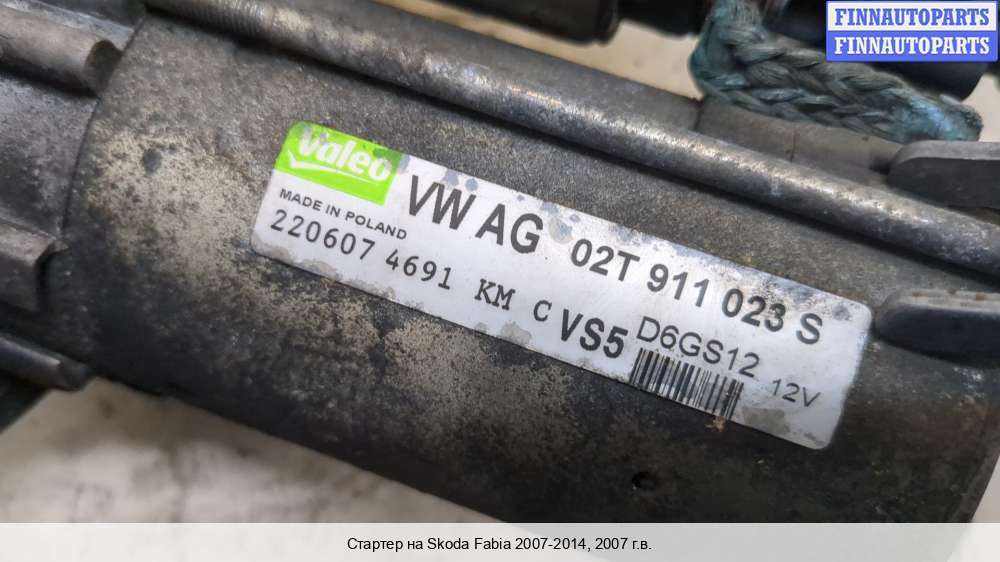 FINNAUTOPARTS
FINNAUTOPARTS
Valeo
VW AG 02T 911 023 S
MADE IN POLAND
220607 4691 KM C VS5 D6GS12 12V
Стартер на Skoda Fabia 2007-2014, 2007 г.в.